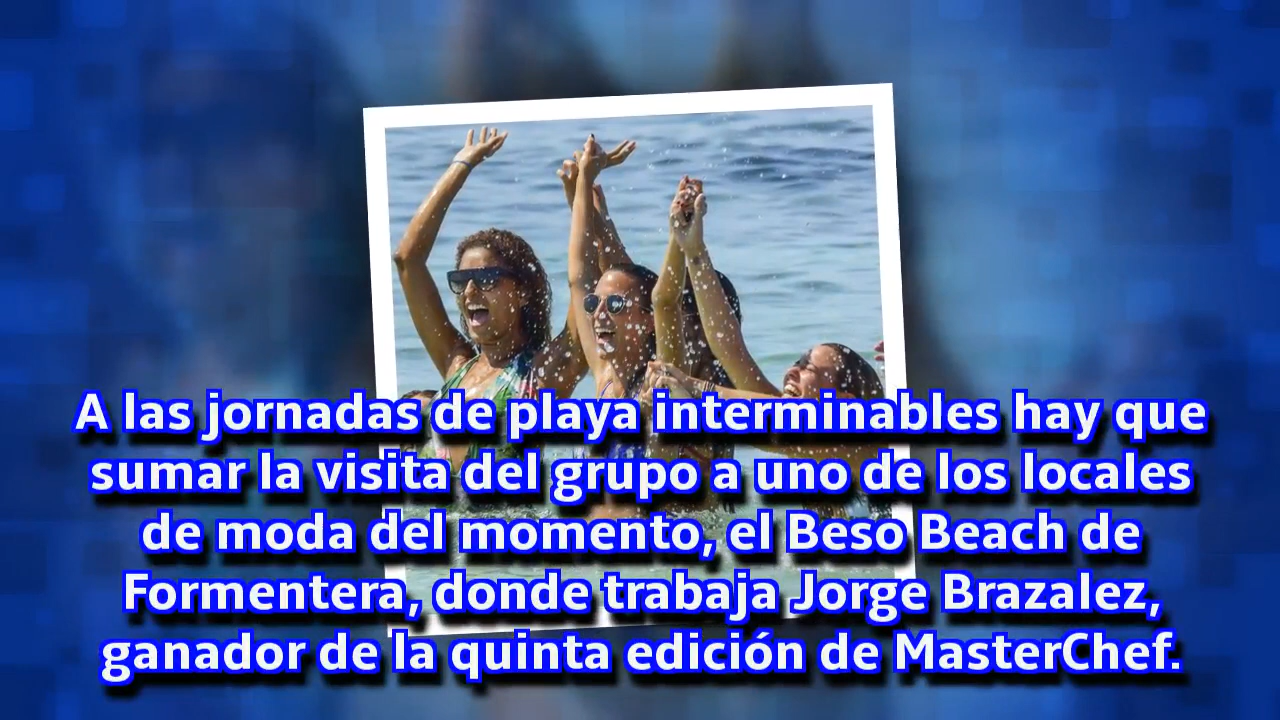 A las jornadas de playa interminables hay que
sumar la visita del grupo a uno de los locales
de moda del momento, el Beso Beach de
Formentera, donde trabaja Jorge Brazalez,
ganador de la quinta edición de MasterChef.